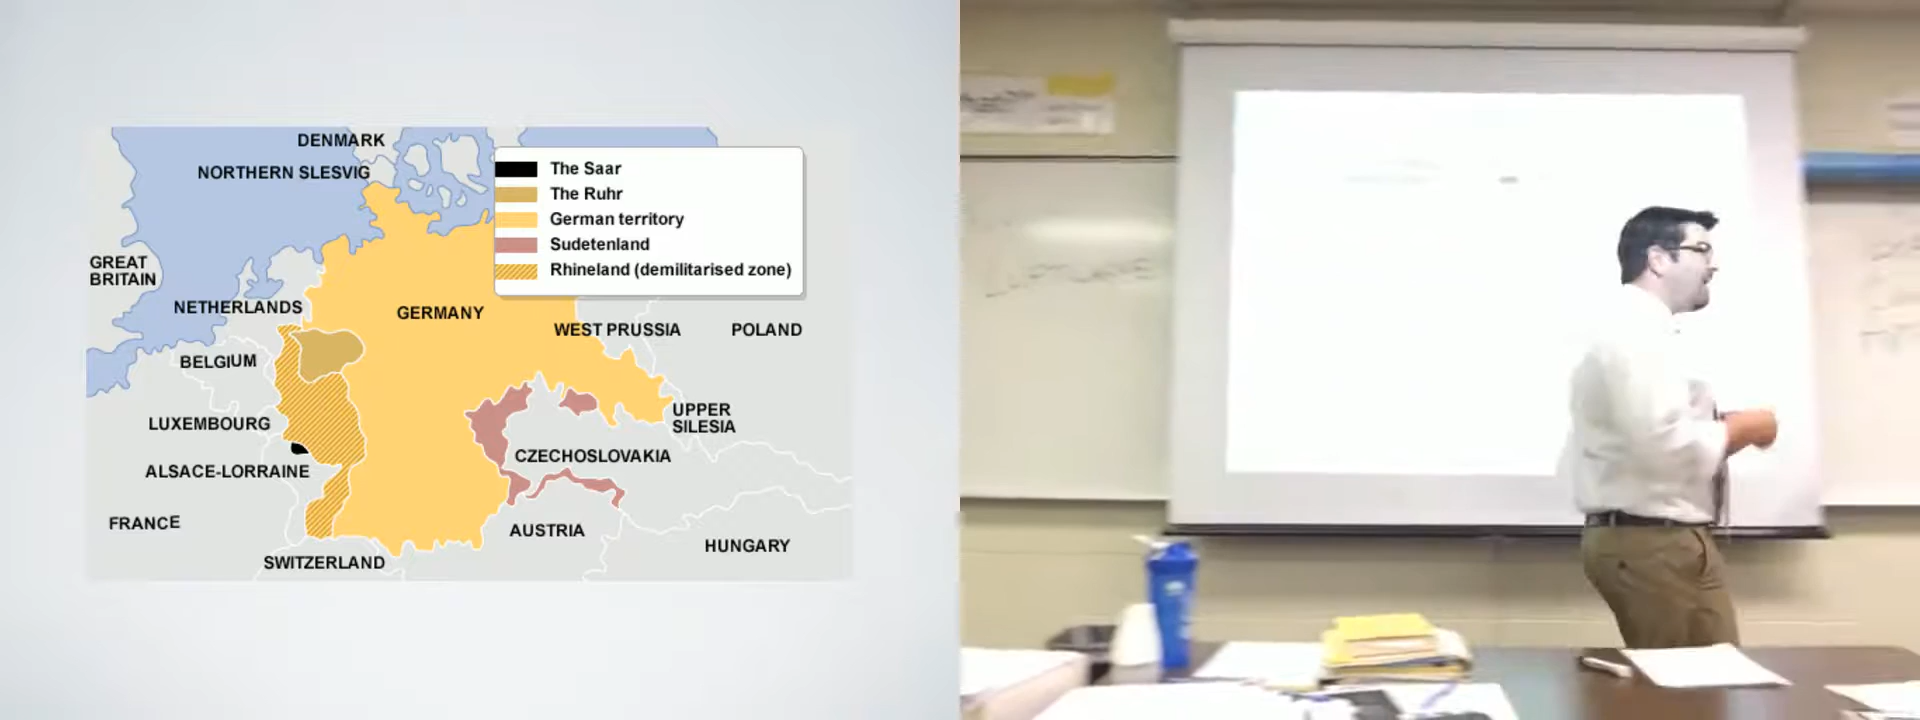 DENMARK
NORTHERN SLESVIG
The Saar
The Ruhr
German territory
Sudetenland
Rhineland (demilitarised zone)
GREAT
BRITAIN
NETHERLANDS
GERMANY
WEST PRUSSIA
POLAND
BELGIUM
LUXEMBOURG
UPPER
SILESIA
CZECHOSLOVAKIA
ALSACE-LORRAINE
FRANCE
AUSTRIA
HUNGARY
SWITZERLAND